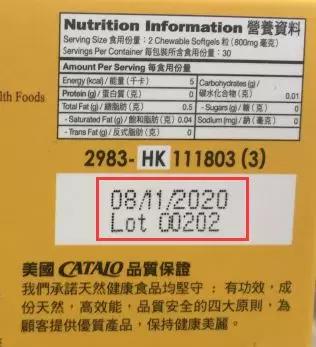 Nutrition Information 營養資料
Serving Size 食用份量：2 Chewable Softgels 粒 (800mg 毫克)
Servings Per Container 每包裝所含食用份量：30
Amount Per Serving 每食用份量
Energy (kcal) / 能量 (千卡) 5
Protein (g) / 蛋白質 (克) 0
Total Fat (g) / 總脂肪 (克) 0.5
- Saturated Fat (g) / 飽和脂肪 (克) 0.04
- Trans Fat (g) / 反式脂肪 (克) 0
Carbohydrates (g) /
碳水化合物 (克) 0.01
- Sugars (g) / 糖 (克) 0
Sodium (mg) / 鈉 (毫克) 0
lth Foods
2983- HK 111803 (3)
08/11/2020
Lot 00202
美國 CATALO 品質保證
我們承諾天然健康食品均堅守：有功效，成
份天然，高效能，品質安全的四大原則，為
顧客提供優質產品，保持健康美麗。